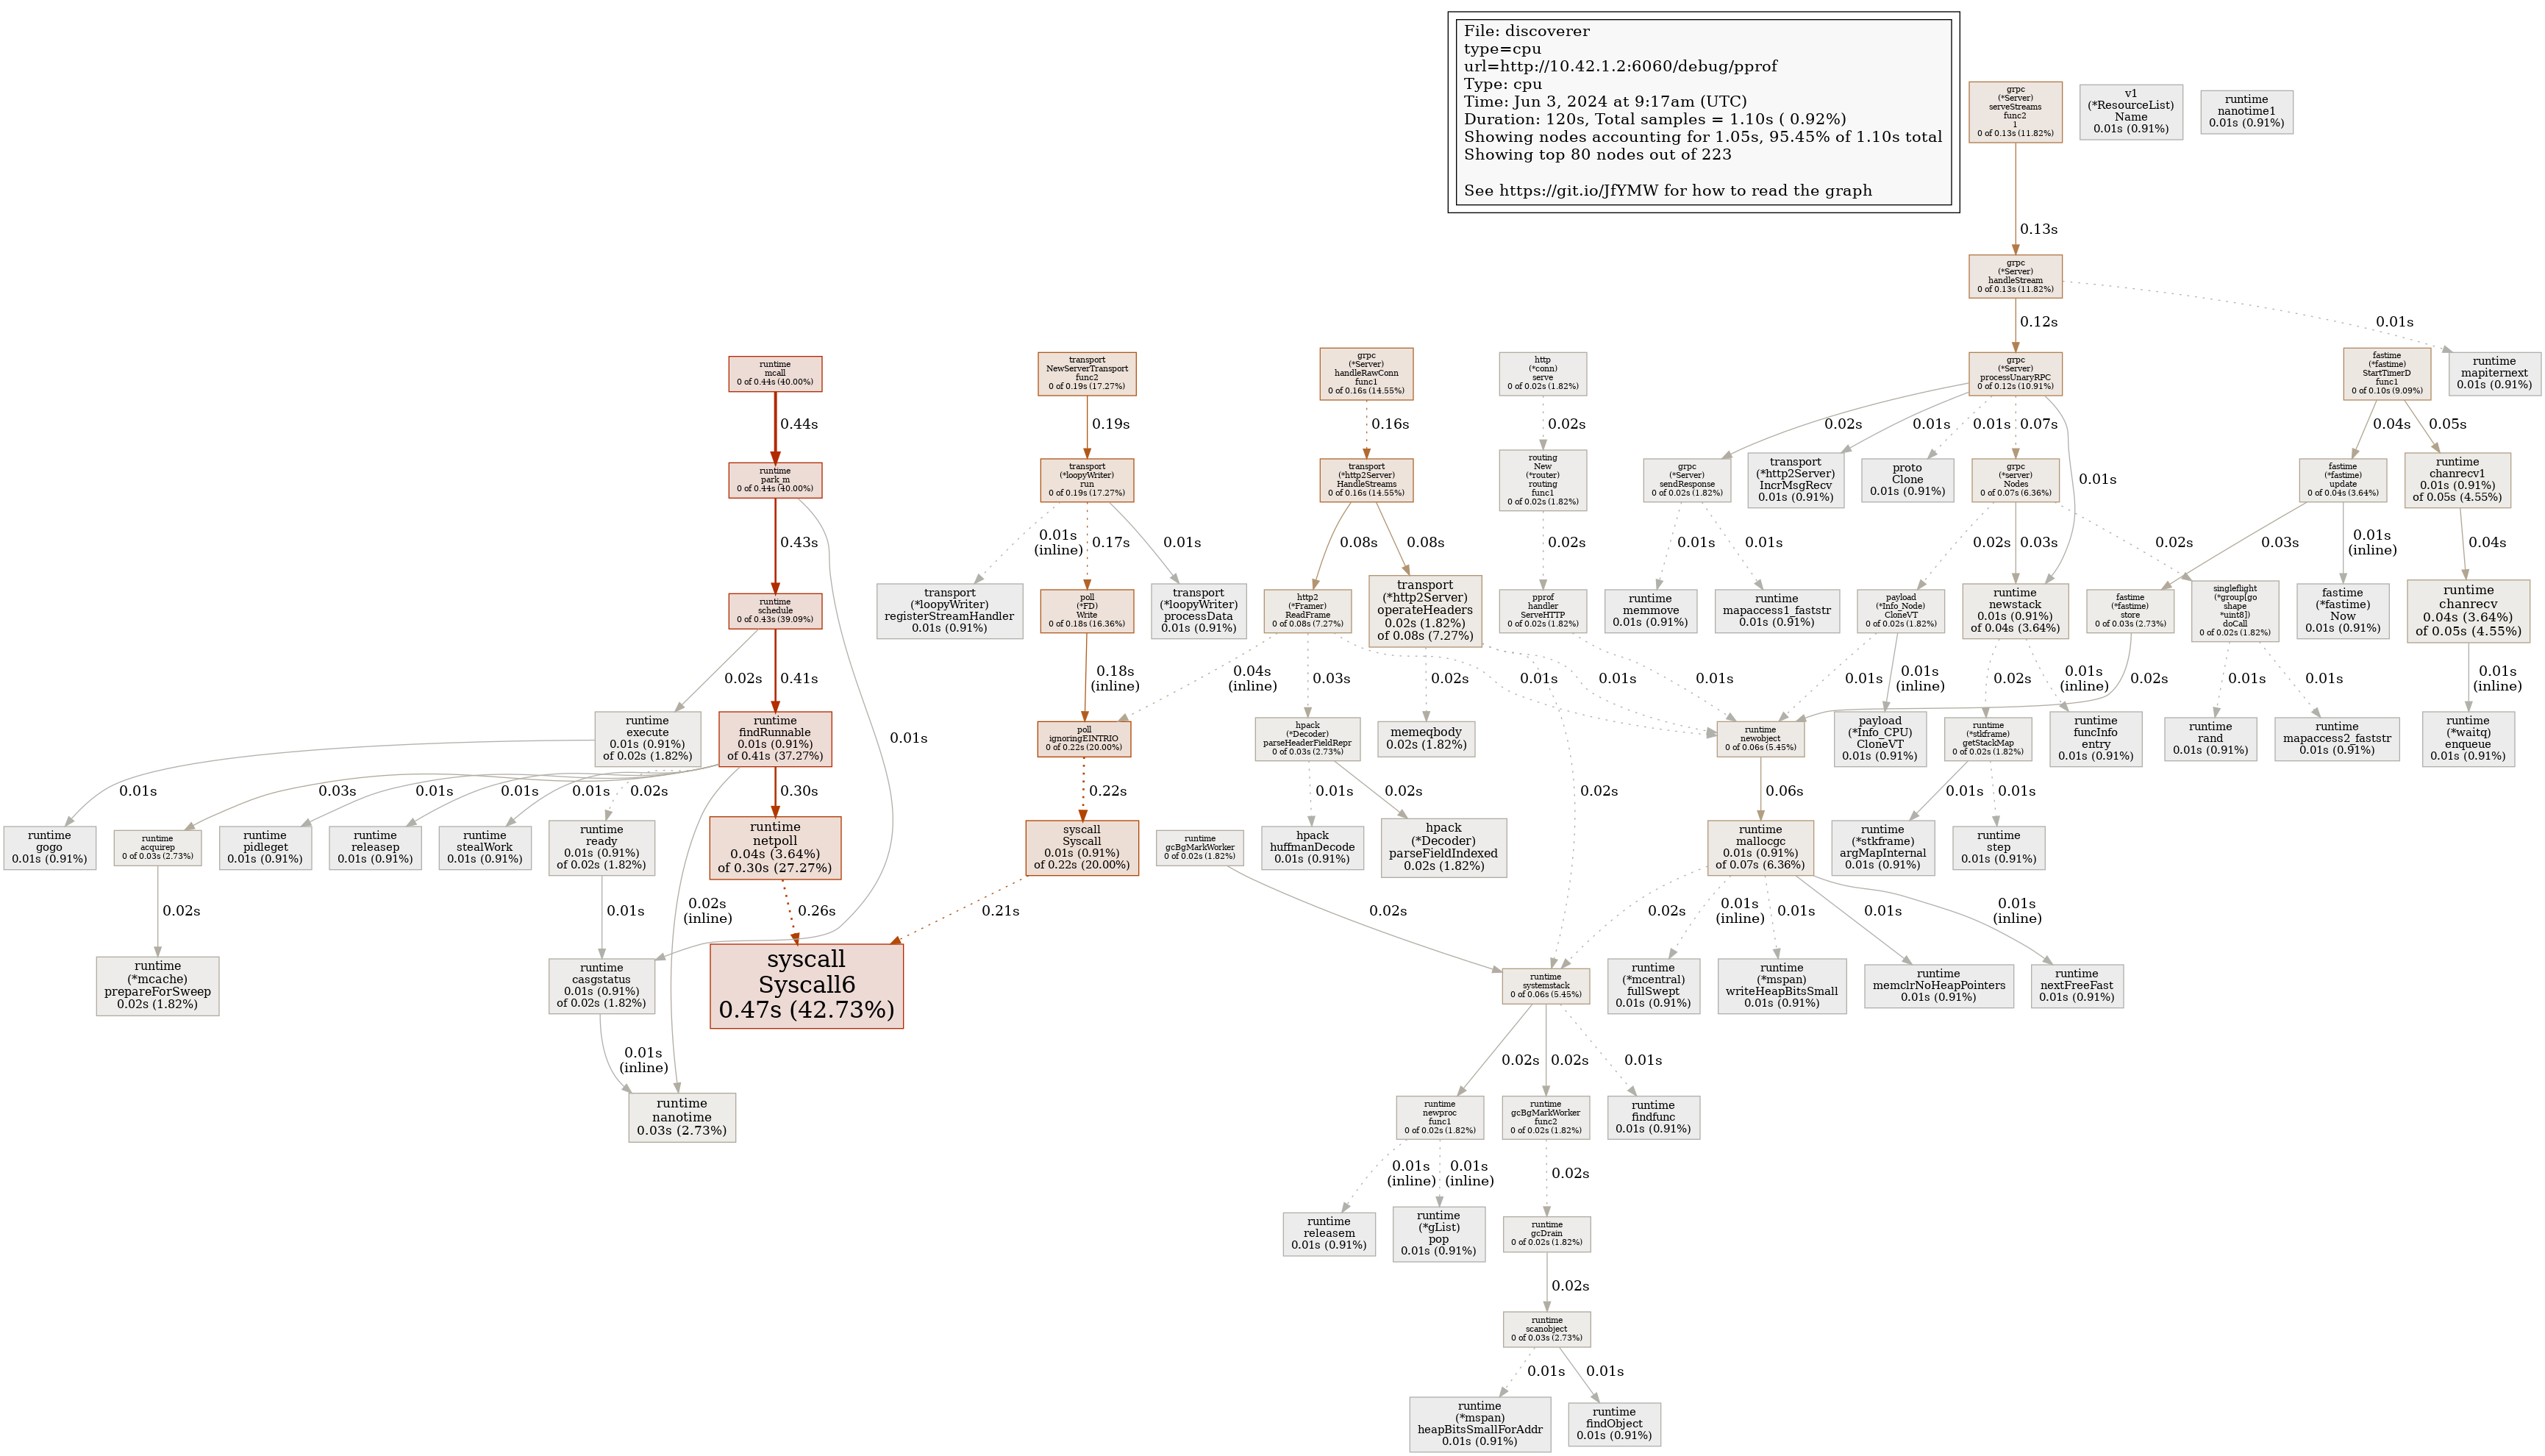 File: discoverer
type=cpu
url=http://10.42.1.2:6060/debug/pprof
Type: cpu
Time: Jun 3, 2024 at 9:17am (UTC)
Duration: 120s, Total samples = 1.10s ( 0.92%)
Showing nodes accounting for 1.05s, 95.45% of 1.10s total
Showing top 80 nodes out of 223
See https://git.io/JfYMW for how to read the graph
grpc
(*Server)
serveStreams
func2
1
0 of 0.13s (11.82%)
v1
(*ResourceList)
Name
0.01s (0.91%)
runtime
nanotime1
0.01s (0.91%)
0.13s
grpc
(*Server)
handleStream
0 of 0.13s (11.82%)
0.12s
0.01s
runtime
mcall
0 of 0.44s (40.00%)
transport
NewServerTransport
func2
0 of 0.19s (17.27%)
grpc
(*Server)
handleRawConn
func1
0 of 0.16s (14.55%)
http
(*conn)
serve
0 of 0.02s (1.82%)
grpc
(*Server)
processUnaryRPC
0 of 0.12s (10.91%)
fastime
(*fastime)
StartTimerD
func1
0 of 0.10s (9.09%)
runtime
mapiternext
0.01s (0.91%)
0.44s
0.19s
0.16s
0.02s
0.02s
0.01s
0.01s
0.07s
0.01s
0.04s
0.05s
runtime
park_m
0 of 0.44s (40.00%)
transport
(*loopyWriter)
run
0 of 0.19s (17.27%)
transport
(*http2Server)
HandleStreams
0 of 0.16s (14.55%)
routing
New
(*router)
routing
func1
0 of 0.02s (1.82%)
grpc
(*Server)
sendResponse
0 of 0.02s (1.82%)
transport
(*http2Server)
IncrMsgRecv
0.01s (0.91%)
proto
Clone
0.01s (0.91%)
grpc
(*server)
Nodes
0 of 0.07s (6.36%)
fastime
(*fastime)
update
0 of 0.04s (3.64%)
runtime
chanrecv1
0.01s (0.91%)
of 0.05s (4.55%)
0.43s
0.01s
(inline)
0.17s
0.01s
0.08s
0.08s
0.02s
0.01s
0.01s
0.02s
0.03s
0.02s
0.03s
0.01s
(inline)
0.04s
runtime
schedule
0 of 0.43s (39.09%)
transport
(*loopyWriter)
registerStreamHandler
0.01s (0.91%)
poll
(*FD)
Write
0 of 0.18s (16.36%)
transport
(*loopyWriter)
processData
0.01s (0.91%)
http2
(*Framer)
ReadFrame
0 of 0.08s (7.27%)
transport
(*http2Server)
operateHeaders
0.02s (1.82%)
of 0.08s (7.27%)
pprof
handler
ServeHTTP
0 of 0.02s (1.82%)
runtime
memmove
0.01s (0.91%)
runtime
mapaccess1_faststr
0.01s (0.91%)
payload
(*Info_Node)
CloneVT
0 of 0.02s (1.82%)
runtime
newstack
0.01s (0.91%)
of 0.04s (3.64%)
fastime
(*fastime)
store
0 of 0.03s (2.73%)
singleflight
(*group[go
shape
*uint8])
doCall
0 of 0.02s (1.82%)
fastime
(*fastime)
Now
0.01s (0.91%)
runtime
chanrecv
0.04s (3.64%)
of 0.05s (4.55%)
0.02s
0.41s
0.18s
(inline)
0.04s
(inline)
0.03s
0.01s
0.02s
0.01s
0.01s
0.01s
0.01s
(inline)
0.02s
0.01s
(inline)
0.02s
0.01s
0.01s
0.01s
(inline)
runtime
execute
0.01s (0.91%)
of 0.02s (1.82%)
runtime
findRunnable
0.01s (0.91%)
of 0.41s (37.27%)
0.01s
poll
ignoringEINTRIO
0 of 0.22s (20.00%)
hpack
(*Decoder)
parseHeaderFieldRepr
0 of 0.03s (2.73%)
memeqbody
0.02s (1.82%)
runtime
newobject
0 of 0.06s (5.45%)
payload
(*Info_CPU)
CloneVT
0.01s (0.91%)
runtime
(*stkframe)
getStackMap
0 of 0.02s (1.82%)
runtime
funcInfo
entry
0.01s (0.91%)
runtime
rand
0.01s (0.91%)
runtime
mapaccess2_faststr
0.01s (0.91%)
runtime
(*waitq)
enqueue
0.01s (0.91%)
0.01s
0.03s
0.01s
0.01s
0.01s
0.02s
0.30s
0.22s
0.01s
0.02s
0.02s
0.06s
0.01s
0.01s
runtime
gogo
0.01s (0.91%)
runtime
acquirep
0 of 0.03s (2.73%)
runtime
pidleget
0.01s (0.91%)
runtime
releasep
0.01s (0.91%)
runtime
stealWork
0.01s (0.91%)
runtime
ready
0.01s (0.91%)
of 0.02s (1.82%)
runtime
netpoll
0.04s (3.64%)
of 0.30s (27.27%)
syscall
Syscall
0.01s (0.91%)
of 0.22s (20.00%)
runtime
gcBgMarkWorker
0 of 0.02s (1.82%)
hpack
huffmanDecode
0.01s (0.91%)
hpack
(*Decoder)
parseFieldIndexed
0.02s (1.82%)
runtime
mallocgc
0.01s (0.91%)
of 0.07s (6.36%)
runtime
(*stkframe)
argMapInternal
0.01s (0.91%)
runtime
step
0.01s (0.91%)
0.02s
0.01s
0.02s
(inline)
0.26s
0.21s
0.02s
0.02s
0.01s
(inline)
0.01s
0.01s
0.01s
(inline)
runtime
(*mcache)
prepareForSweep
0.02s (1.82%)
runtime
casgstatus
0.01s (0.91%)
of 0.02s (1.82%)
syscall
Syscall6
0.47s (42.73%)
runtime
systemstack
0 of 0.06s (5.45%)
runtime
(*mcentral)
fullSwept
0.01s (0.91%)
runtime
(*mspan)
writeHeapBitsSmall
0.01s (0.91%)
runtime
memclrNoHeapPointers
0.01s (0.91%)
runtime
nextFreeFast
0.01s (0.91%)
0.01s
(inline)
0.02s
0.02s
0.01s
runtime
nanotime
0.03s (2.73%)
runtime
newproc
func1
0 of 0.02s (1.82%)
runtime
gcBgMarkWorker
func2
0 of 0.02s (1.82%)
runtime
findfunc
0.01s (0.91%)
0.01s
(inline)
0.01s
(inline)
0.02s
runtime
releasem
0.01s (0.91%)
runtime
(*gList)
pop
0.01s (0.91%)
runtime
gcDrain
0 of 0.02s (1.82%)
0.02s
runtime
scanobject
0 of 0.03s (2.73%)
0.01s
0.01s
runtime
(*mspan)
heapBitsSmallForAddr
0.01s (0.91%)
runtime
findObject
0.01s (0.91%)